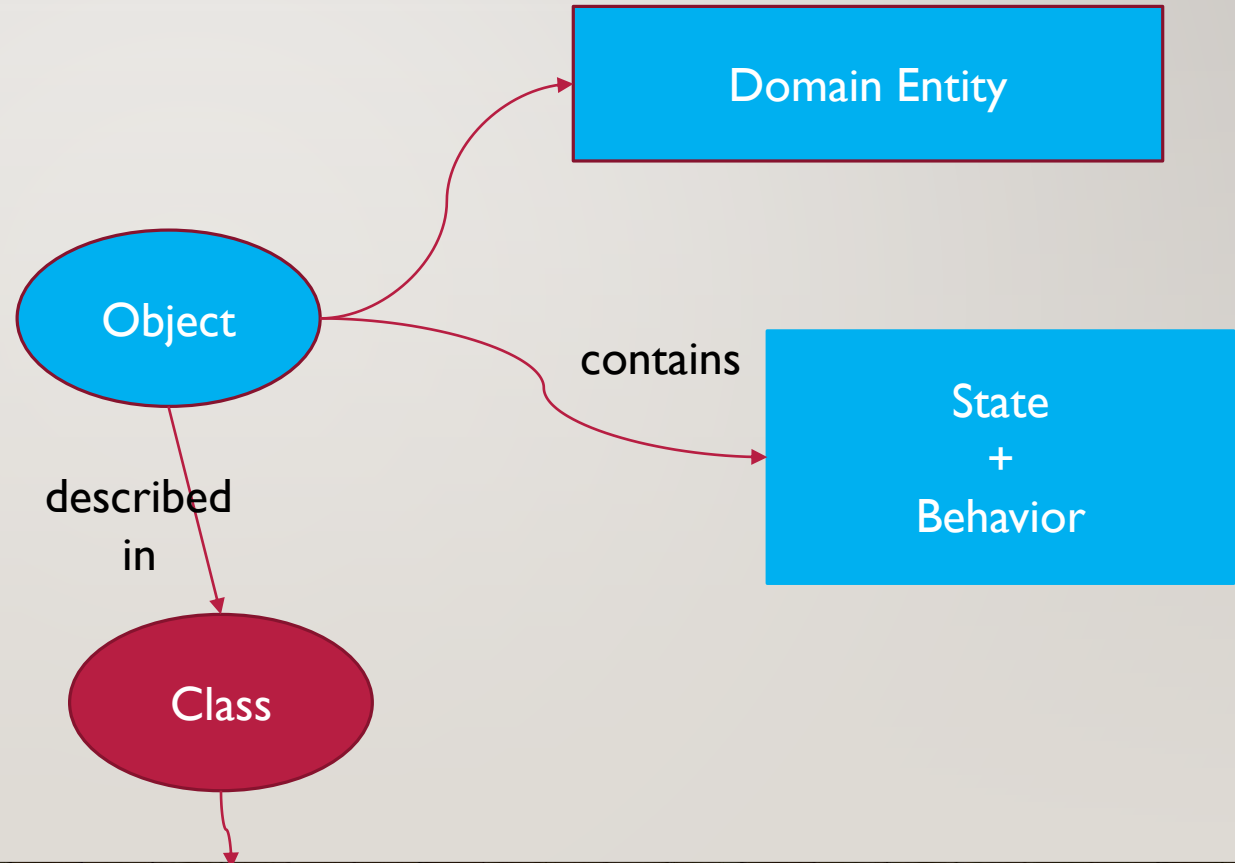 Domain Entity
Object
contains
State
+
Behavior
described
in
Class